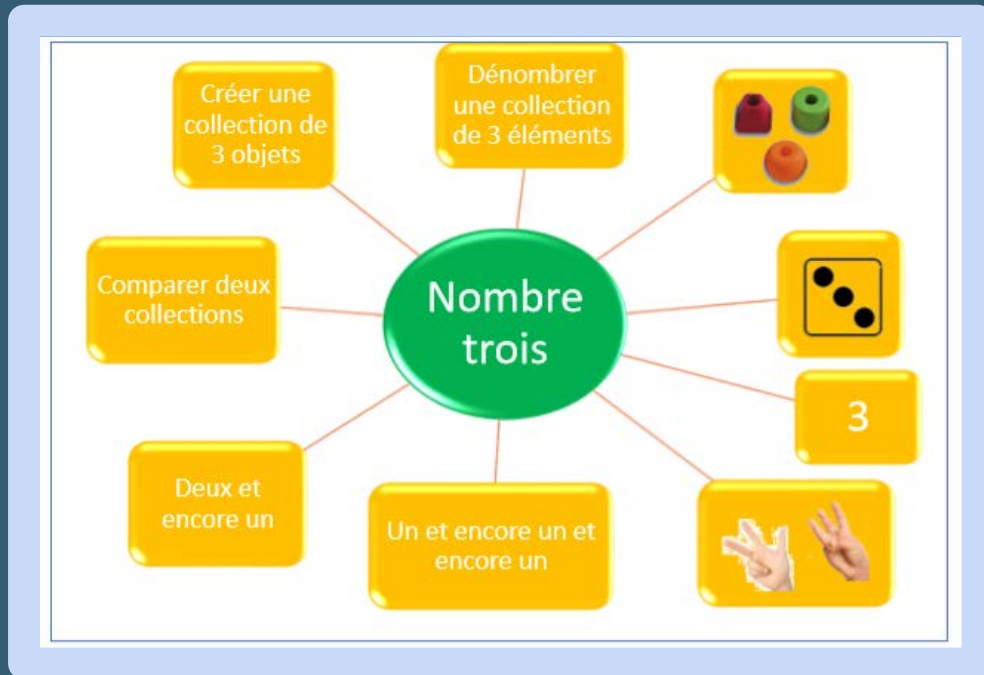 Créer une
collection de
3 objets
Dénombrer
une collection
de 3 éléments
Comparer deux
collections
Nombre
trois
3
Deux et
encore un
Un et encore un et
encore un